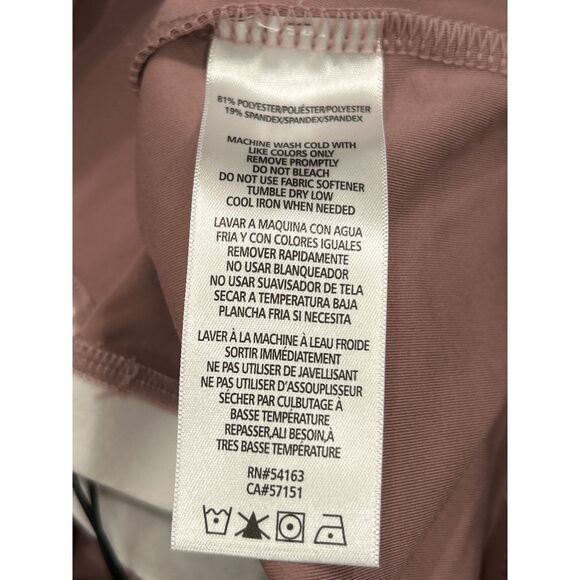 81% POLYESTER/POLIÉSTER/POLYESTER
19% SPANDEX/SPANDEX/SPANDEX
MACHINE WASH COLD WITH
LIKE COLORS ONLY
REMOVE PROMPTLY
DO NOT BLEACH
DO NOT USE FABRIC SOFTENER
TUMBLE DRY LOW
COOL IRON WHEN NEEDED
LAVAR A MAQUINA CON AGUA
FRIA Y CON COLORES IGUALES
REMOVER RAPIDAMENTE
NO USAR BLANQUEADOR
NO USAR SUAVISADOR DE TELA
SECAR A TEMPERATURA BAJA
PLANCHA FRIA SI NECESITA
LAVER À LA MACHINE À LEAU FROIDE
SORTIR IMMÉDIATEMENT
NE PAS UTILISER DE JAVELLISANT
NE PAS UTILISER D'ASSOUPLISEUR
SÉCHER PAR CULBUTAGE À
BASSE TEMPÉRATURE
REPASSER,ALI BESOIN,À
TRES BASSE TEMPÉRATURE
RN#54163
CA#57151